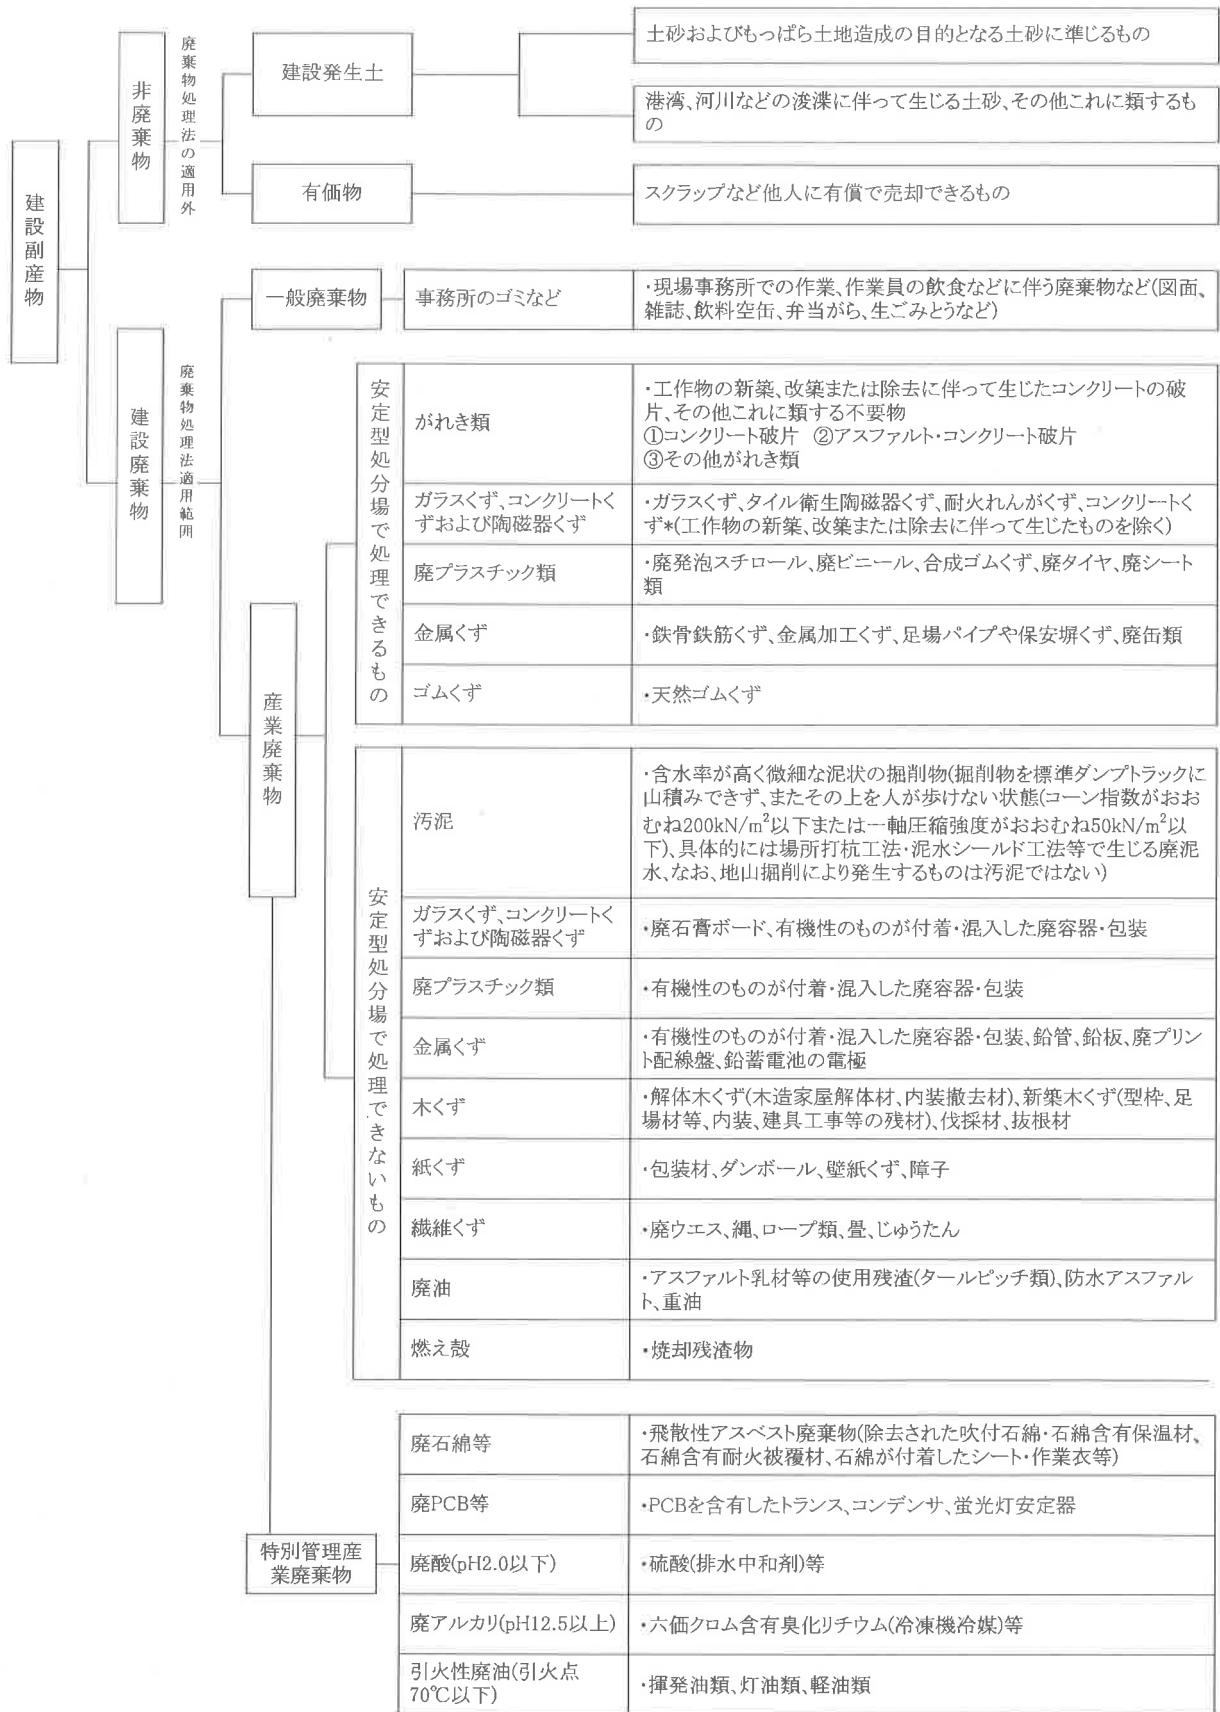 建設副産物
非廃棄物
廃棄物処理法の適用外
建設発生土
土砂およびもっぱら土地造成の目的となる土砂に準じるもの
港湾、河川などの浚渫に伴って生じる土砂、その他これに類するも
の
有価物
スクラップなど他人に有償で売却できるもの
建設廃棄物
廃棄物処理法適用範囲
一般廃棄物
事務所のゴミなど
・現場事務所での作業、作業員の飲食などに伴う廃棄物など(図面、
雑誌、飲料空缶、弁当がら、生ごみとうなど)
産業廃棄物
安定型処分場で処理できるもの
がれき類
・工作物の新築、改築または除去に伴って生じたコンクリートの破
片、その他これに類する不要物
①コンクリート破片 ②アスファルト・コンクリート破片
③その他がれき類
ガラスくず、コンクリートく
ずおよび陶磁器くず
・ガラスくず、タイル衛生陶磁器くず、耐火れんがくず、コンクリートく
ず*(工作物の新築、改築または除去に伴って生じたものを除く)
廃プラスチック類
・廃発泡スチロール、廃ビニール、合成ゴムくず、廃タイヤ、廃シート
類
金属くず
・鉄骨鉄筋くず、金属加工くず、足場パイプや保安塀くず、廃缶類
ゴムくず
・天然ゴムくず
安定型処分場で処理できないもの
汚泥
・含水率が高く微細な泥状の掘削物(掘削物を標準ダンプトラックに
山積みできず、またその上を人が歩けない状態(コーン指数がおお
むね200kN/m²以下または一軸圧縮強度がおおむね50kN/m²以
下)、具体的には場所打杭工法・泥水シールド工法等で生じる廃泥
水、なお、地山掘削により発生するものは汚泥ではない)
ガラスくず、コンクリートく
ずおよび陶磁器くず
・廃石膏ボード、有機性のものが付着・混入した廃容器・包装
廃プラスチック類
・有機性のものが付着・混入した廃容器・包装
金属くず
・有機性のものが付着・混入した廃容器・包装、鉛管、鉛板、廃プリン
ト配線盤、鉛蓄電池の電極
木くず
・解体木くず(木造家屋解体材、内装撤去材)、新築木くず(型枠、足
場材等、内装、建具工事等の残材)、伐採材、抜根材
紙くず
・包装材、ダンボール、壁紙くず、障子
繊維くず
・廃ウエス、縄、ロープ類、畳、じゅうたん
廃油
・アスファルト乳材等の使用残渣(タールピッチ類)、防水アスファル
ト、重油
燃え殻
・焼却残渣物
特別管理産
業廃棄物
廃石綿等
・飛散性アスベスト廃棄物(除去された吹付石綿・石綿含有保温材、
石綿含有耐火被覆材、石綿が付着したシート・作業衣等)
廃PCB等
・PCBを含有したトランス、コンデンサ、蛍光灯安定器
廃酸(pH2.0以下)
・硫酸(排水中和剤)等
廃アルカリ(pH12.5以上)
・六価クロム含有臭化リチウム(冷凍機冷媒)等
引火性廃油(引火点
70℃以下)
・揮発油類、灯油類、軽油類